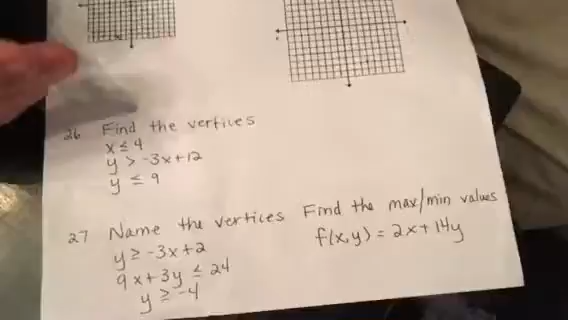 26 Find the vertices
x ≤ 4
y > -3x+12
y ≤ 9
27 Name the vertices Find the max/min values
y ≥ -3x+2
f(x,y) = 2x+14y
9x+3y ≤ 24
y ≥ -4